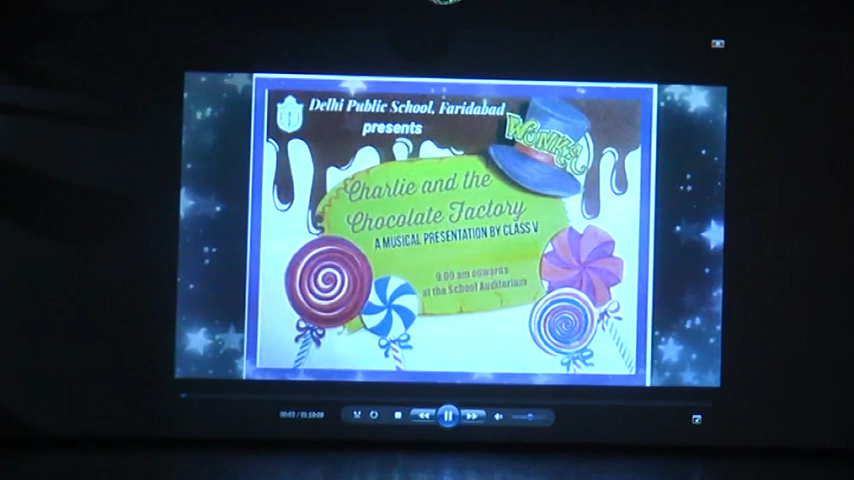 Delhi Public School, Faridabad
presents
WONKA
Charlie and the
Chocolate Factory
A MUSICAL PRESENTATION BY CLASS V
9:00 am onwards
at the School Auditorium